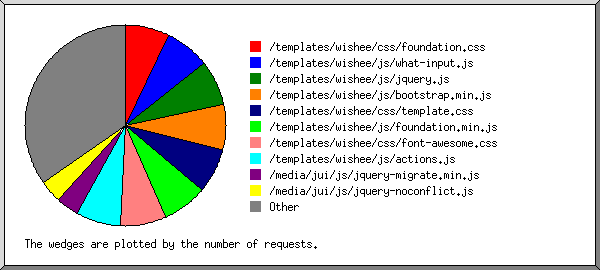 /templates/wishee/css/foundation.css
/templates/wishee/js/what-input.js
/templates/wishee/js/jquery.js
/templates/wishee/js/bootstrap.min.js
/templates/wishee/css/template.css
/templates/wishee/js/foundation.min.js
/templates/wishee/css/font-awesome.css
/templates/wishee/js/actions.js
/media/jui/js/jquery-migrate.min.js
/media/jui/js/jquery-noconflict.js
Other
The wedges are plotted by the number of requests.